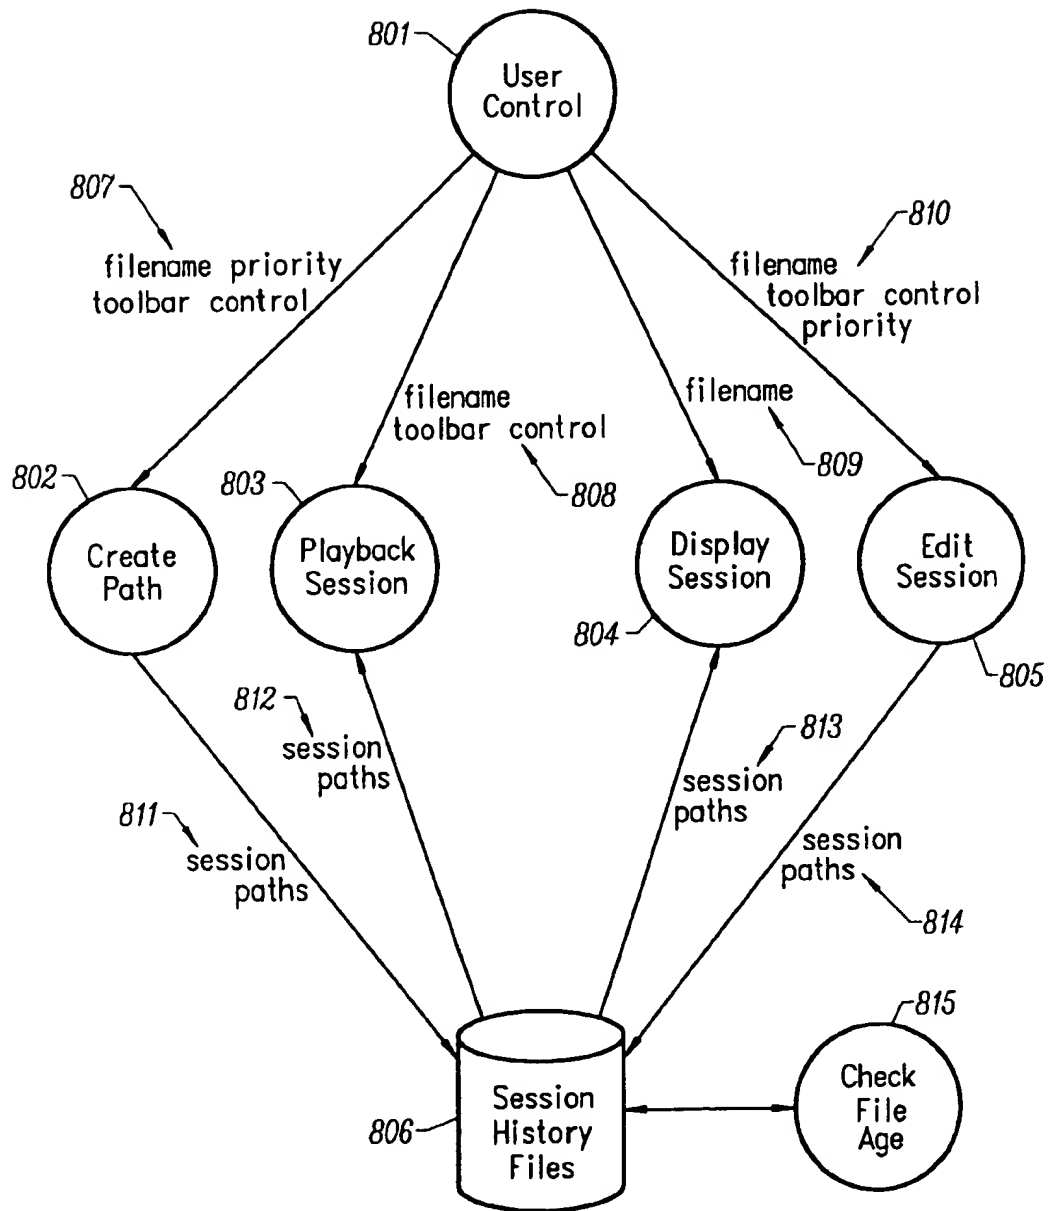 801
User
Control
807
filename priority
toolbar control
810
filename
toolbar control
priority
filename
toolbar control
808
filename
809
802
Create
Path
803
Playback
Session
Display
Session
804
Edit
Session
805
812
session
paths
813
session
paths
811
session
paths
session
paths
814
806
Session
History
Files
815
Check
File
Age